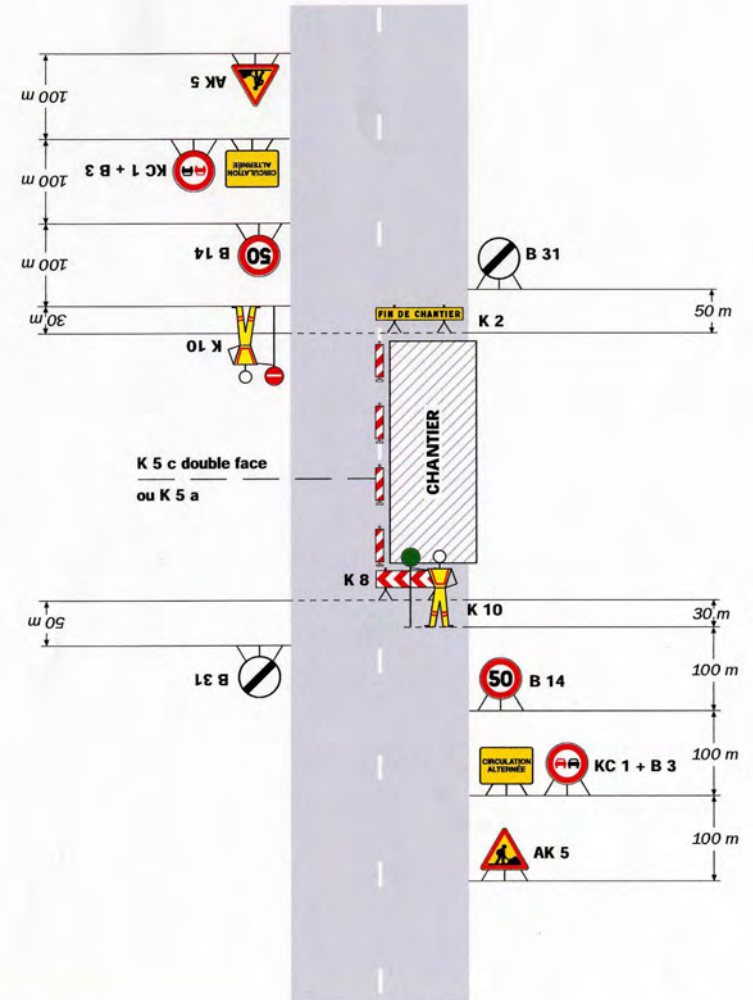 AK 5
100 m
KC 1 + B 3
CIRCULATION
ALTERNÉE
100 m
B 14
50
100 m
K 10
30 m
B 31
50 m
FIN DE CHANTIER
K 2
CHANTIER
K 5 c double face
ou K 5 a
K 8
K 10
30 m
50 m
B 31
50
B 14
100 m
CIRCULATION
ALTERNÉE
KC 1 + B 3
100 m
AK 5
100 m